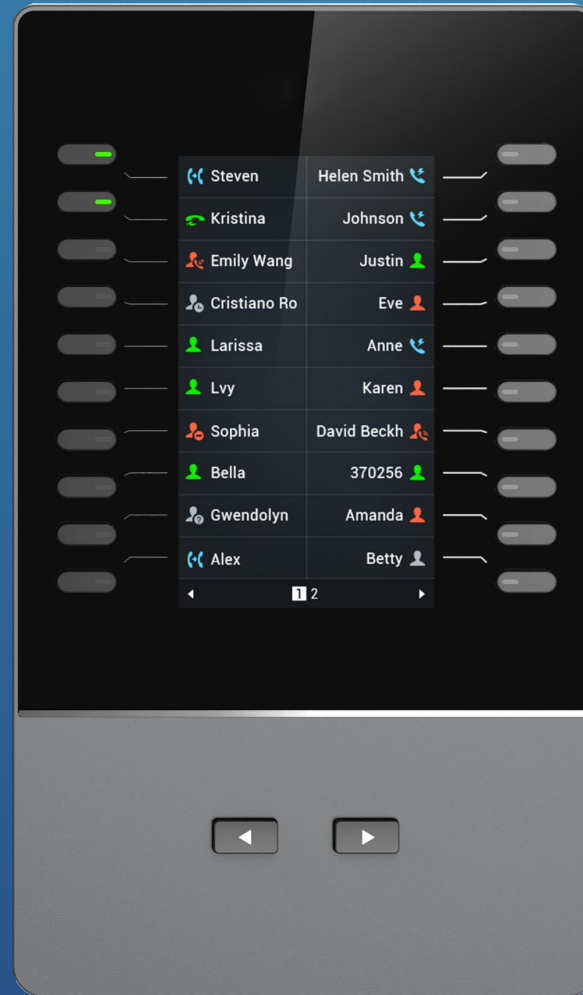 Steven Helen Smith
Kristina Johnson
Emily Wang Justin
Cristiano Ro Eve
Larissa Anne
Lvy Karen
Sophia David Beckh
Bella 370256
Gwendolyn Amanda
Alex Betty
1 2